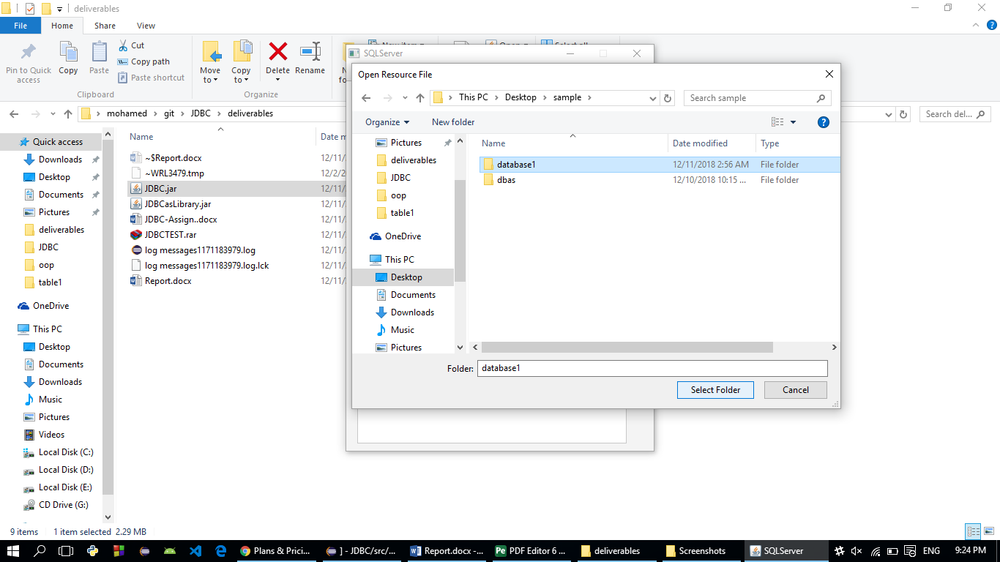 deliverables
File Home Share View
Pin to Quick access
Copy
Paste
Cut
Copy path
Paste shortcut
Clipboard
Move to
Copy to
Delete
Rename
Organize
mohamed git JDBC deliverables
Search del...
Quick access
Downloads
Desktop
Documents
Pictures
deliverables
JDBC
oop
table1
OneDrive
This PC
Desktop
Documents
Downloads
Music
Pictures
Videos
Local Disk (C:)
Local Disk (D:)
Local Disk (E:)
CD Drive (G:)
Name Date m
~$Report.docx 12/11/
~WRL3479.tmp 12/2/2
JDBC.jar 12/11/
JDBCasLibrary.jar 12/11/
JDBC-Assign..docx 12/11/
JDBCTEST.rar 12/11/
log messages1171183979.log 12/11/
log messages1171183979.log.lck 12/11/
Report.docx 12/11/
SQLServer
Open Resource File
This PC Desktop sample
Search sample
Organize New folder
Pictures
deliverables
JDBC
oop
table1
OneDrive
This PC
Desktop
Documents
Downloads
Music
Pictures
Name Date modified Type
database1 12/11/2018 2:56 AM File folder
dbas 12/10/2018 10:15 ... File folder
Folder: database1
Select Folder Cancel
9 items 1 item selected 2.29 MB
Plans & Prici... ] - JDBC/src/... Report.docx -... PDF Editor 6 ... deliverables Screenshots SQLServer ENG 9:24 PM